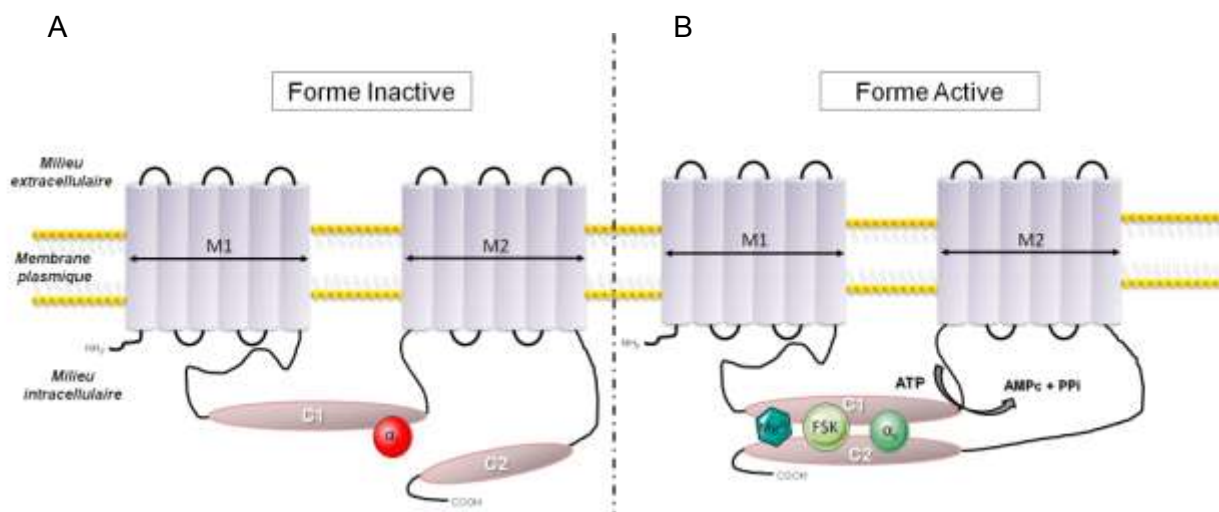 A
B
Forme Inactive
Forme Active
Milieu
extracellulaire
M1
M2
M1
M2
Membrane
plasmique
NH₂
NH₂
Milieu
intracellulaire
ATP
AMPc + PPi
C1
α
C2
COOH
C1
FSK
αs
C2
COOH